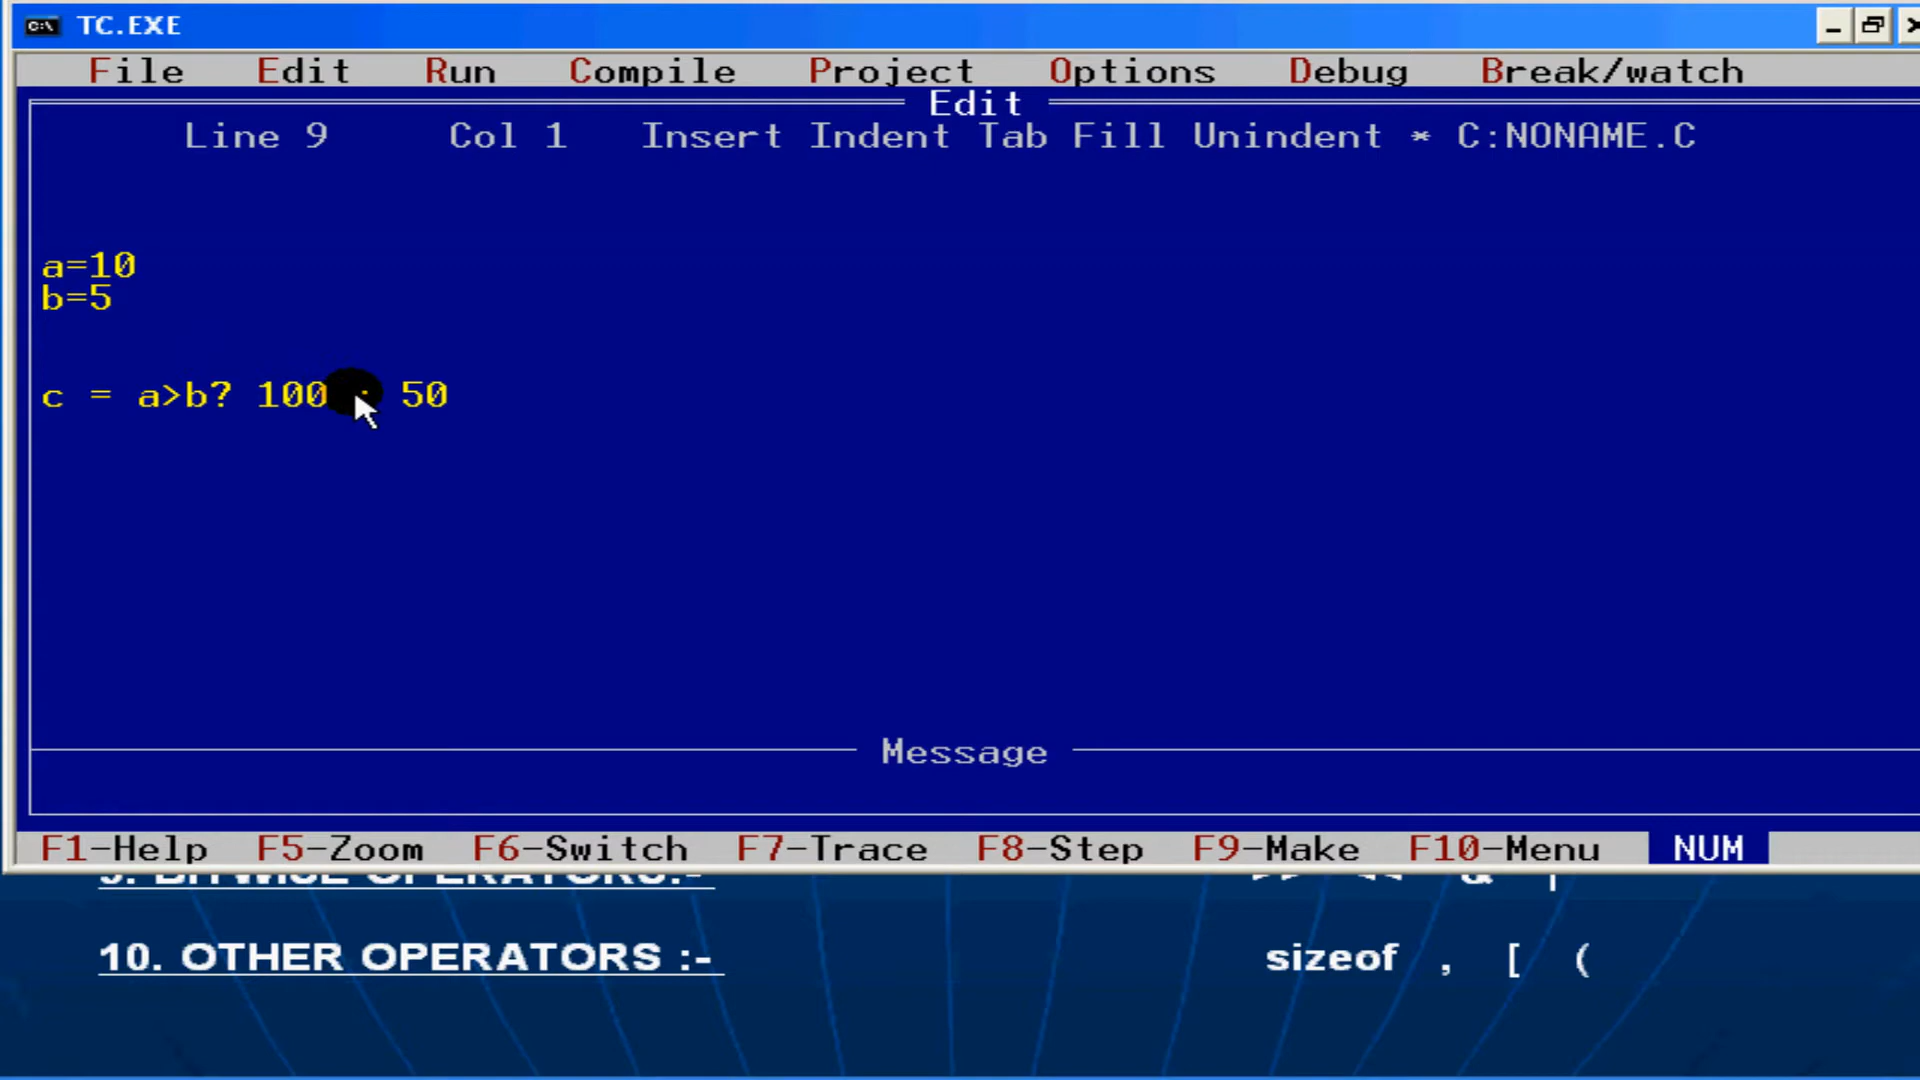 TC.EXE
File Edit Run Compile Project Options Debug Break/watch
Edit
Line 9 Col 1 Insert Indent Tab Fill Unindent * C:NONAME.C
a=10
b=5
c = a>b? 100 : 50
Message
F1-Help F5-Zoom F6-Switch F7-Trace F8-Step F9-Make F10-Menu NUM
BITWISE OPERATORS:-
10. OTHER OPERATORS :- sizeof , [ (